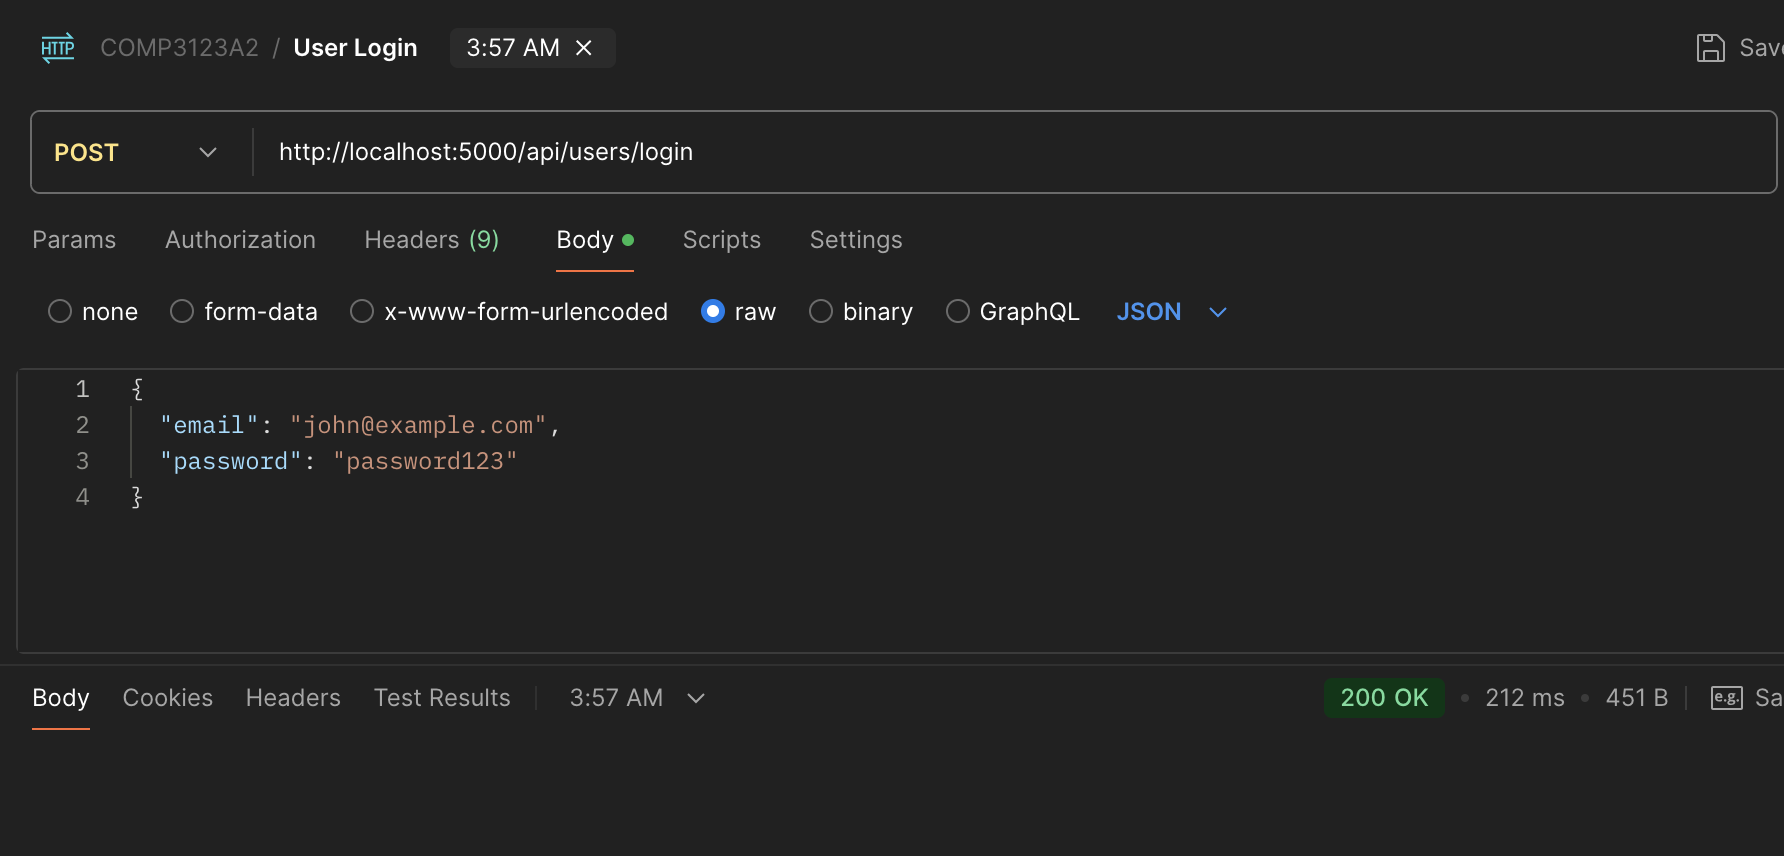 HTTP COMP3123A2 / User Login 3:57 AM
Save
POST http://localhost:5000/api/users/login
Params Authorization Headers (9) Body Scripts Settings
none form-data x-www-form-urlencoded raw binary GraphQL JSON
1 {
2 "email": "john@example.com",
3 "password": "password123"
4 }
Body Cookies Headers Test Results 3:57 AM 200 OK • 212 ms • 451 B e.g. Sa